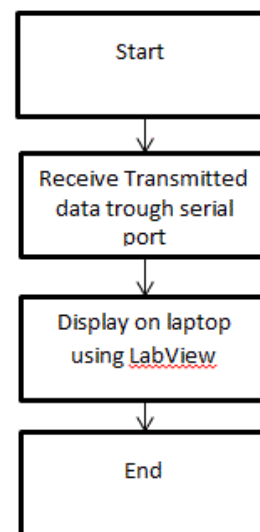 Start
Receive Transmitted
data trough serial
port
Display on laptop
using LabView
End